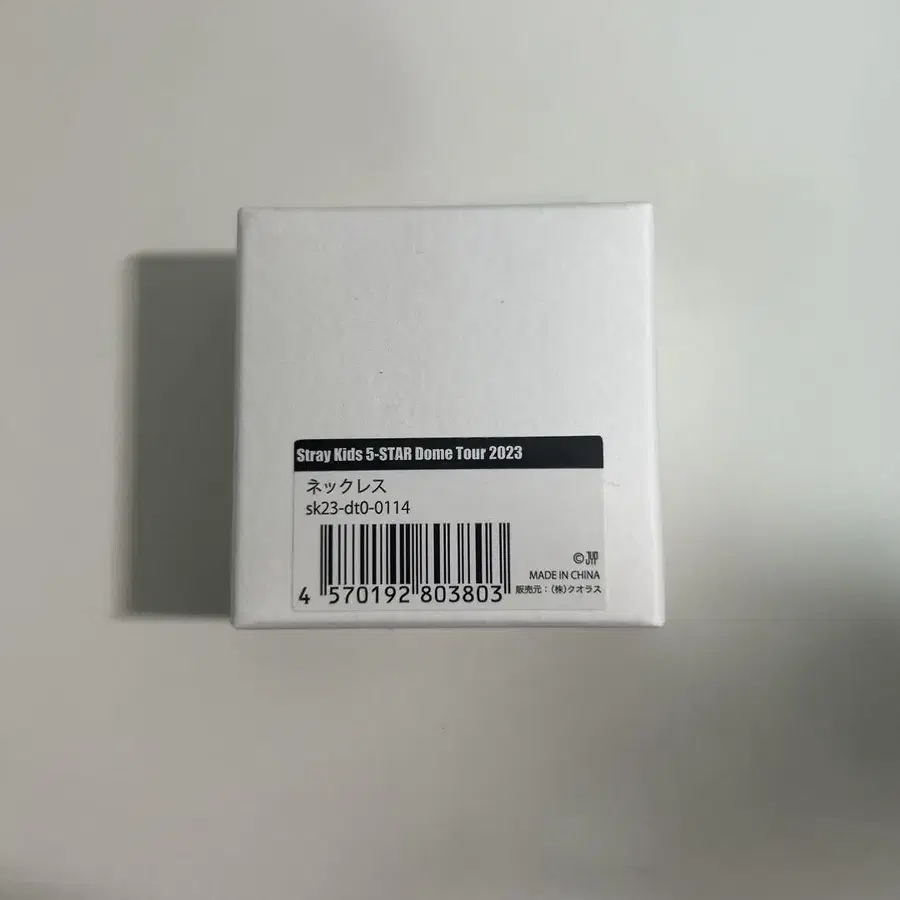 Stray Kids 5-STAR Dome Tour 2023
ネックレス
sk23-dt0-0114
© JYP
MADE IN CHINA
4 570192 803803
販売元：（株）クオラス